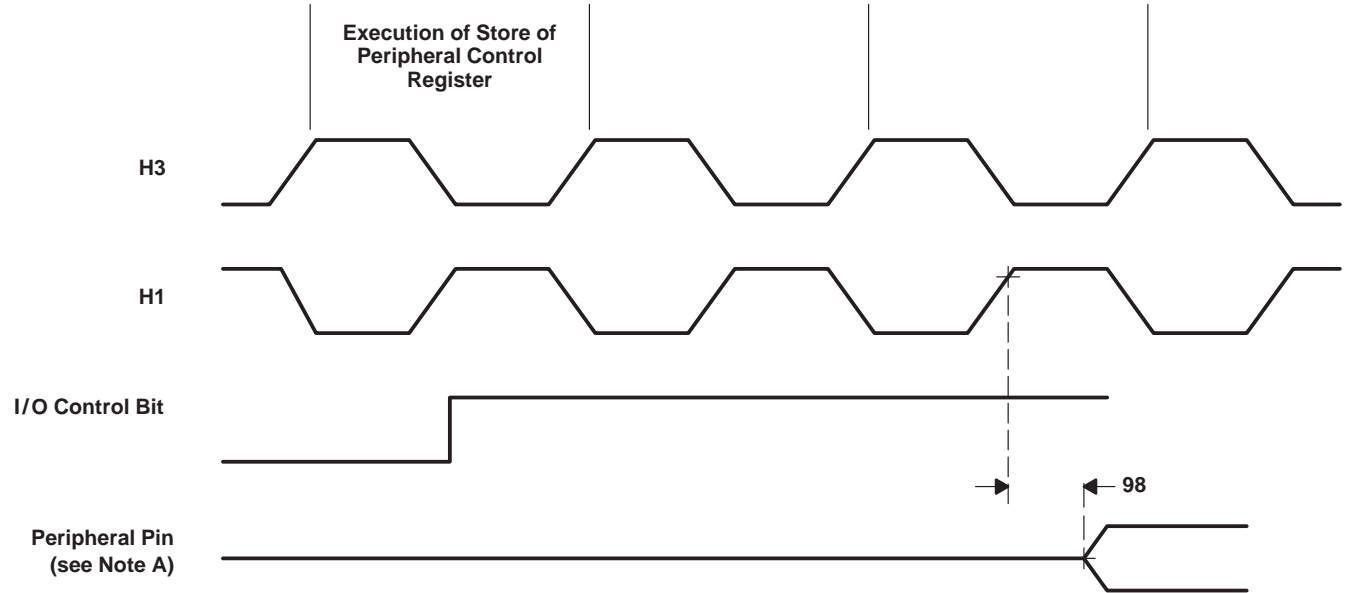 Execution of Store of
Peripheral Control
Register
H3
H1
I/O Control Bit
98
Peripheral Pin
(see Note A)